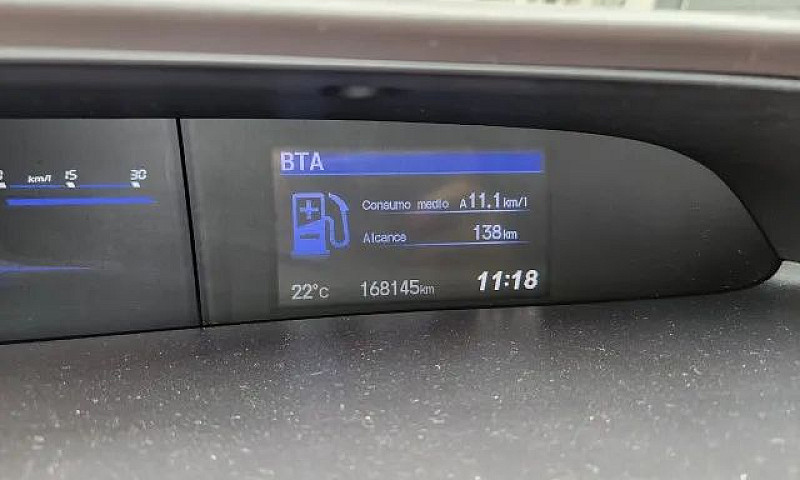 km/l 15 30
BTA
Consumo medio A 11.1 km/l
Alcance 138 km
22°C 168145 km 11:18